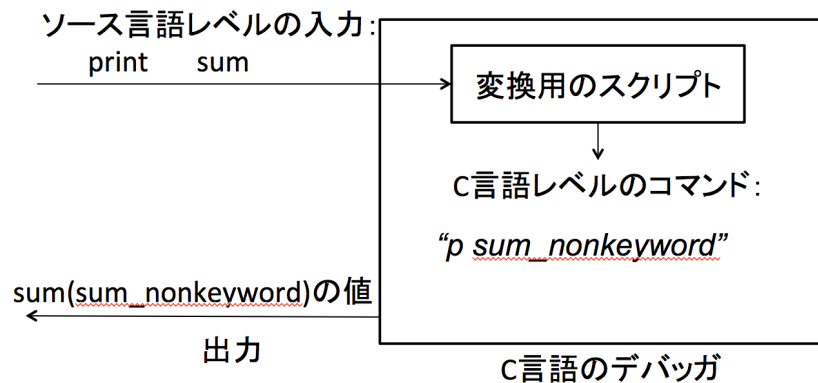 ソース言語レベルの入力:
print sum
変換用のスクリプト
C言語レベルのコマンド:
“p sum_nonkeyword”
sum(sum_nonkeyword)の値
出力
C言語のデバッガ